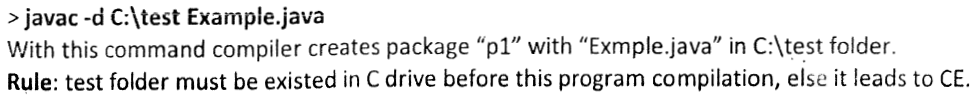 > javac -d C:\test Example.java
With this command compiler creates package “p1” with “Exmple.java” in C:\test folder.
Rule: test folder must be existed in C drive before this program compilation, else it leads to CE.